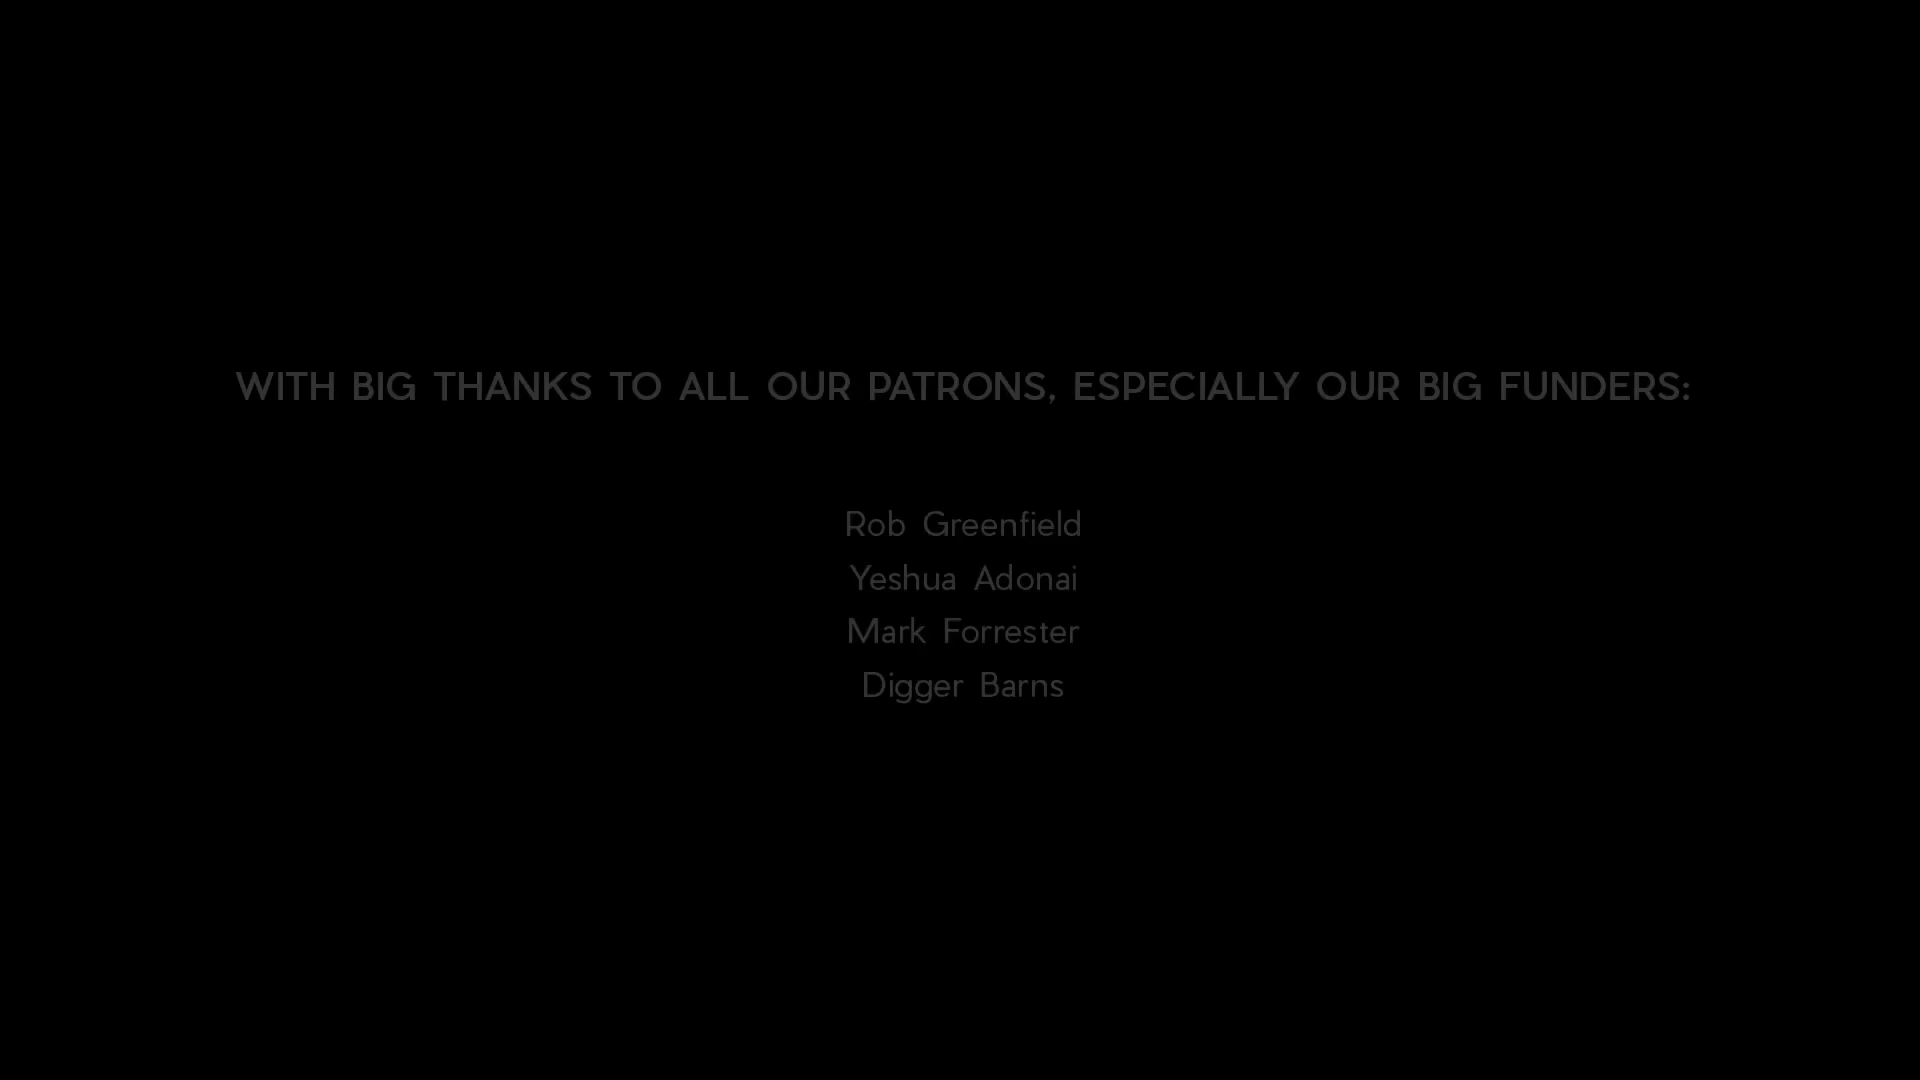 WITH BIG THANKS TO ALL OUR PATRONS, ESPECIALLY OUR BIG FUNDERS:
Rob Greenfield
Yeshua Adonai
Mark Forrester
Digger Barns